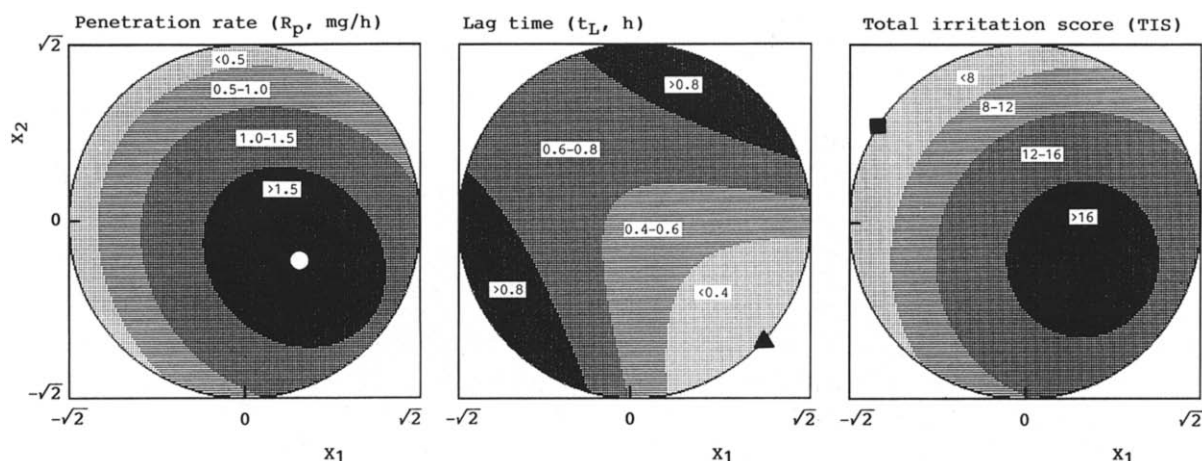 Penetration rate (Rp, mg/h)
√2
<0.5
0.5–1.0
1.0–1.5
>1.5
X2
0
−√2
−√2 0 √2
X1
Lag time (tL, h)
>0.8
0.6–0.8
0.4–0.6
>0.8
<0.4
−√2 0 √2
X1
Total irritation score (TIS)
<8
8–12
12–16
>16
−√2 0 √2
X1